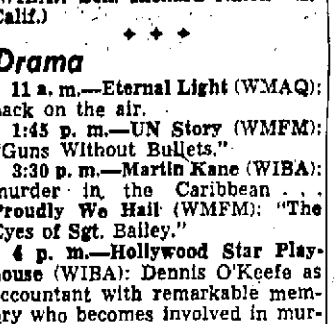 Calif.)
Drama
11 a. m.—Eternal Light (WMAQ):
back on the air.
1:45 p. m.—UN Story (WMFM):
"Guns Without Bullets."
3:30 p. m.—Martin Kane (WIBA):
murder in the Caribbean . . .
Proudly We Hail (WMFM): "The
Eyes of Sgt. Bailey."
4 p. m.—Hollywood Star Play-
house (WIBA): Dennis O'Keefe as
accountant with remarkable mem-
ory who becomes involved in mur-